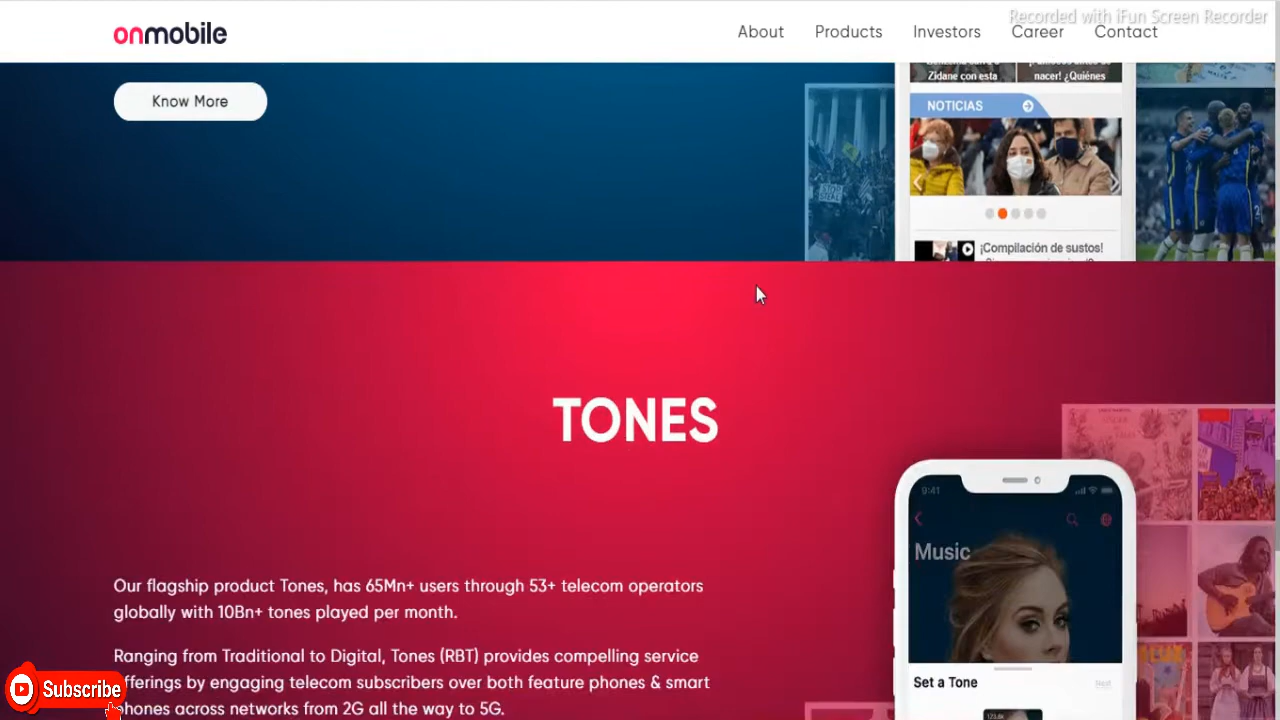 onmobile
About Products Investors Career Contact
Recorded with iFun Screen Recorder
Know More
Zidane con esta
nacer! ¿Quiénes
NOTICIAS
¡Compilación de sustos!
TONES
9:41
Music
Set a Tone
Next
123.6k
Our flagship product Tones, has 65Mn+ users through 53+ telecom operators
globally with 10Bn+ tones played per month.
Ranging from Traditional to Digital, Tones (RBT) provides compelling service
offerings by engaging telecom subscribers over both feature phones & smart
phones across networks from 2G all the way to 5G.
Subscribe